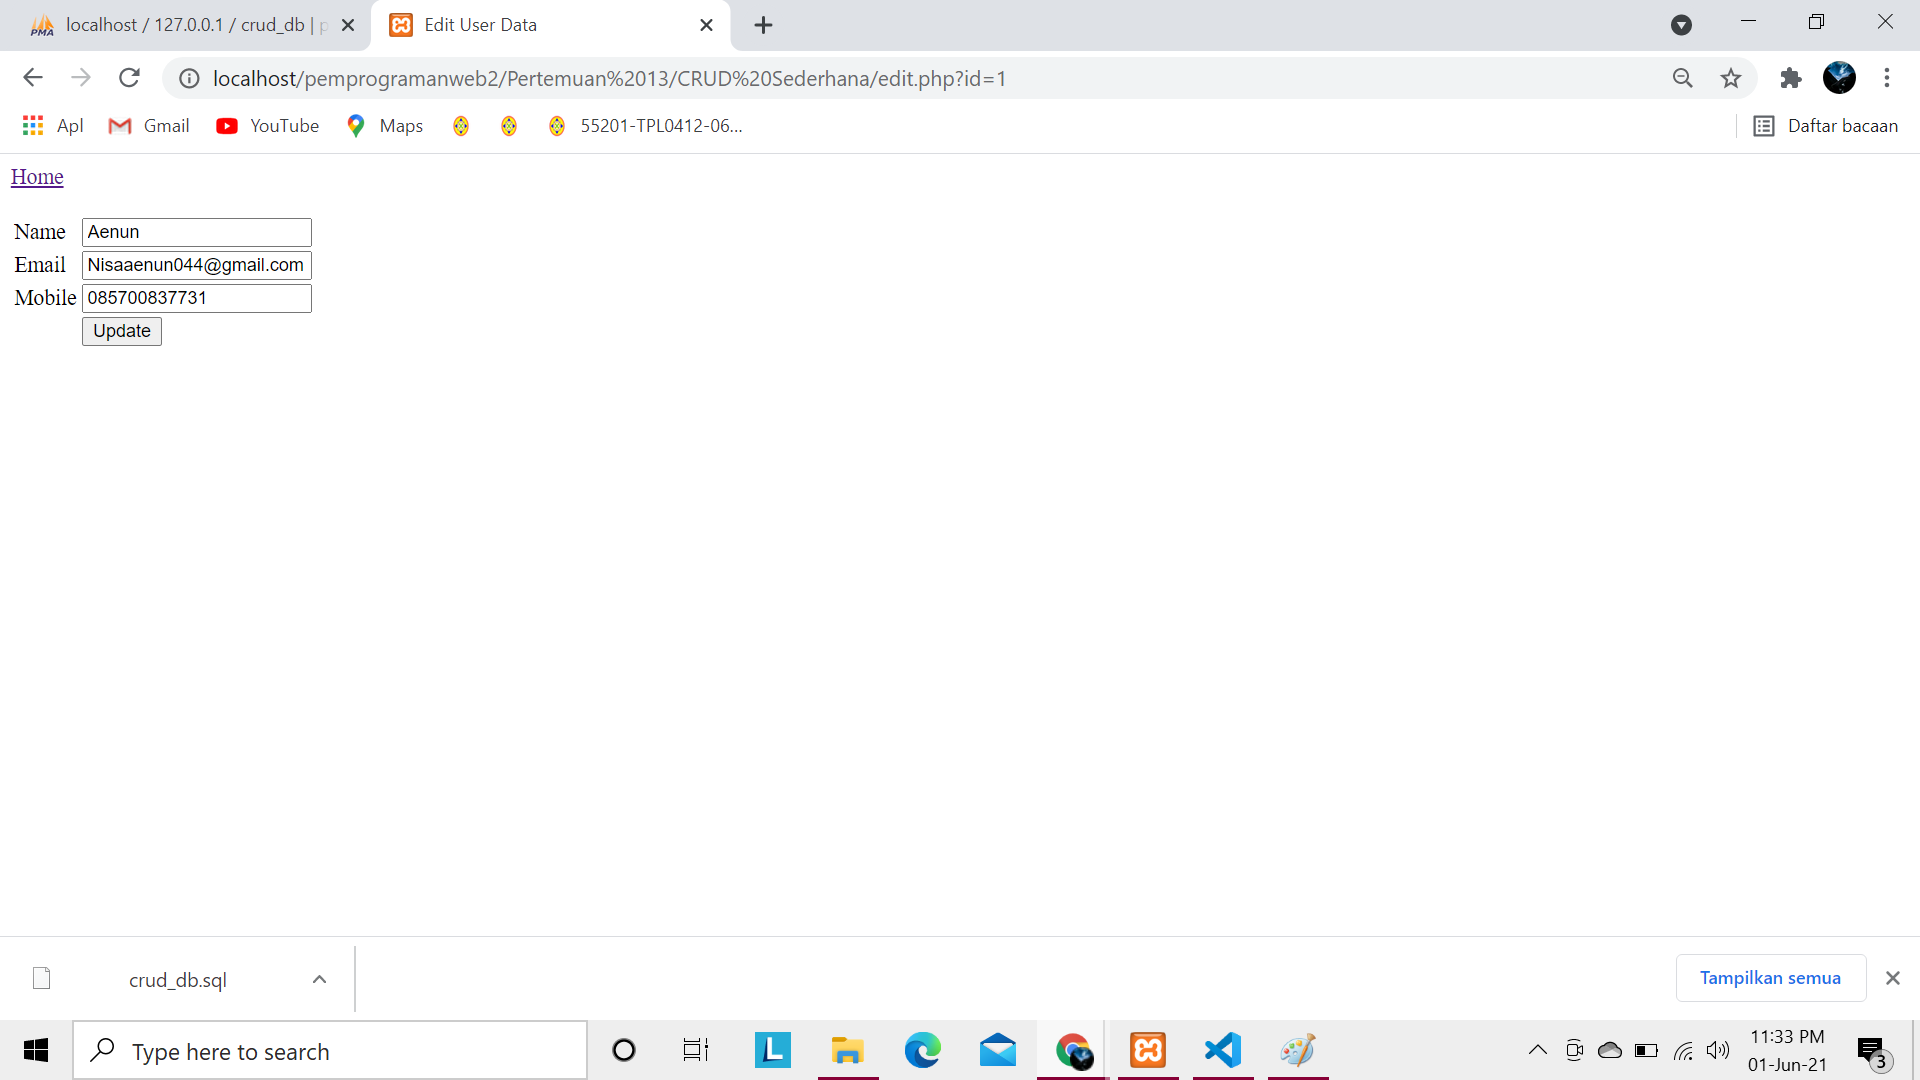 PMA localhost / 127.0.0.1 / crud_db |
Edit User Data
localhost/pemprogramanweb2/Pertemuan%2013/CRUD%20Sederhana/edit.php?id=1
Apl
Gmail
YouTube
Maps
55201-TPL0412-06...
Daftar bacaan
Home
Name Aenun
Email Nisaaenun044@gmail.com
Mobile 085700837731
Update
crud_db.sql
Tampilkan semua
Type here to search
L
11:33 PM
01-Jun-21
3